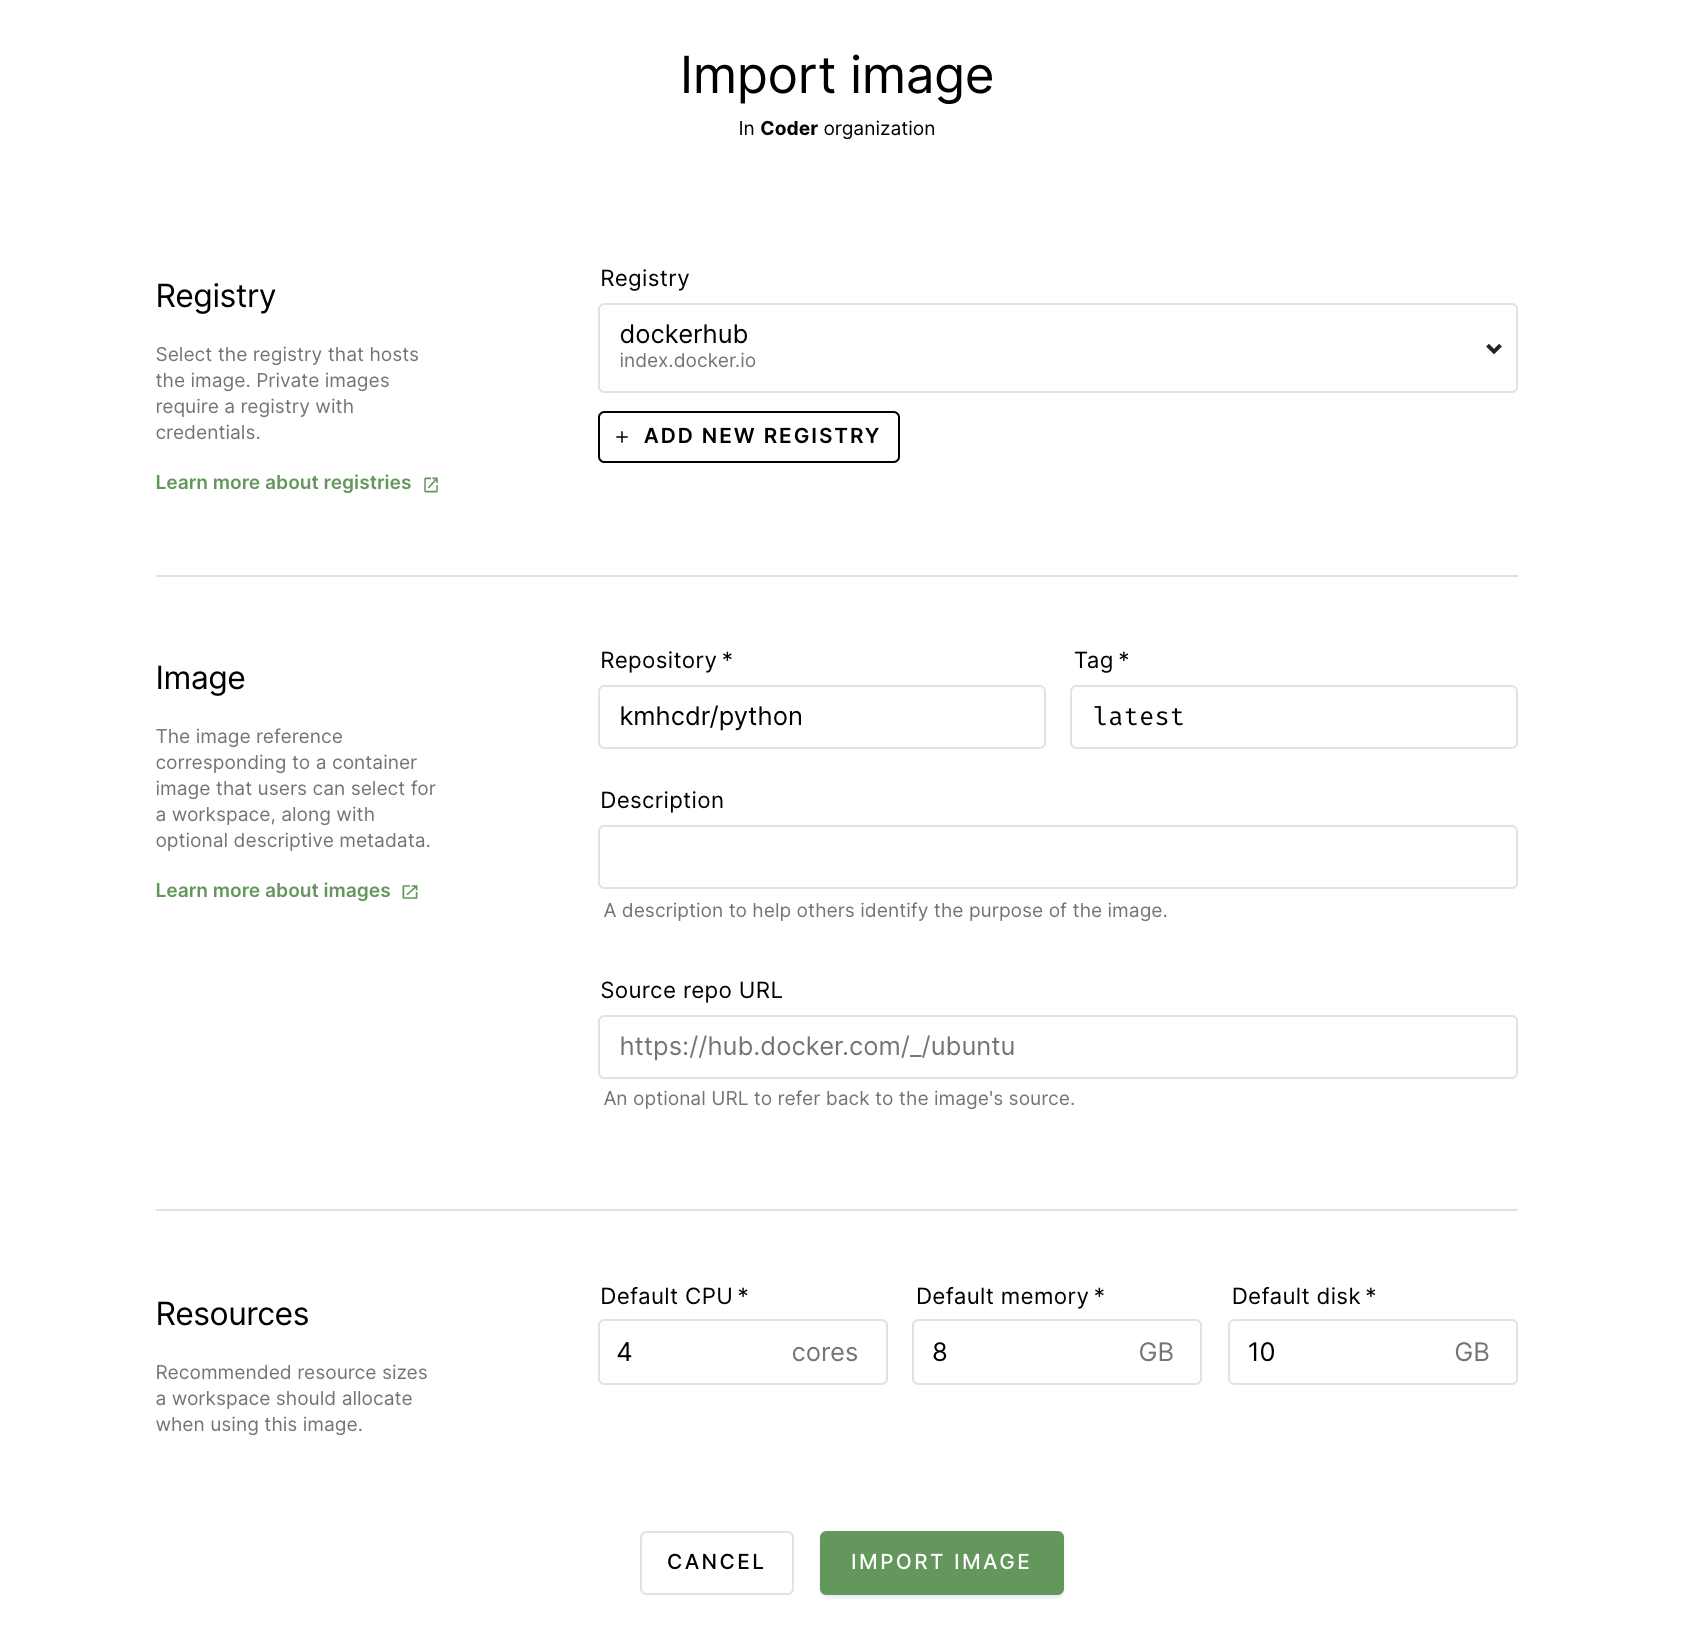 Import image
In Coder organization
Registry
Select the registry that hosts
the image. Private images
require a registry with
credentials.
Learn more about registries
Registry
dockerhub
index.docker.io
+ ADD NEW REGISTRY
Image
The image reference
corresponding to a container
image that users can select for
a workspace, along with
optional descriptive metadata.
Learn more about images
Repository *
kmhcdr/python
Tag *
latest
Description
A description to help others identify the purpose of the image.
Source repo URL
https://hub.docker.com/_/ubuntu
An optional URL to refer back to the image's source.
Resources
Recommended resource sizes
a workspace should allocate
when using this image.
Default CPU *
4 cores
Default memory *
8 GB
Default disk *
10 GB
CANCEL
IMPORT IMAGE